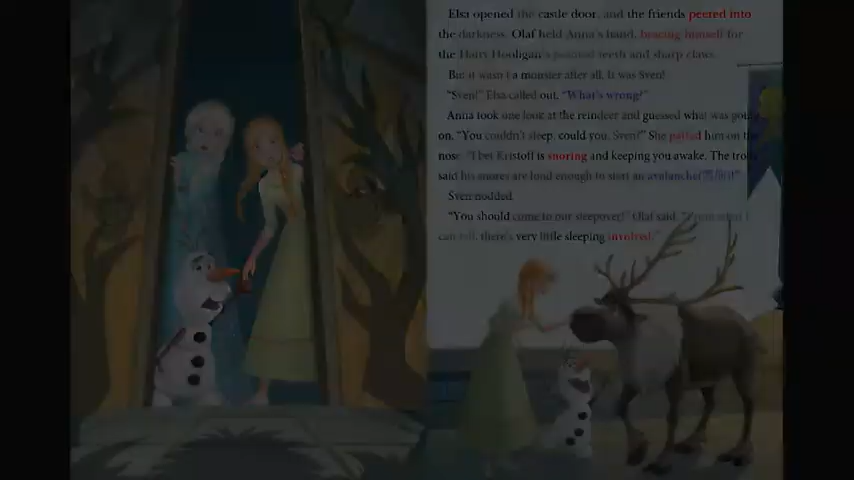 Elsa opened the castle door, and the friends peered into
the darkness. Olaf held Anna's hand, bracing himself for
the Hairy Hooligan's pointed teeth and sharp claws.
But it wasn't a monster after all. It was Sven!
"Sven!" Elsa called out. "What's wrong?"
Anna took one look at the reindeer and guessed what was going
on. "You couldn't sleep, could you, Sven?" She patted him on the
nose. "I bet Kristoff is snoring and keeping you awake. The trolls
said his snores are loud enough to start an avalanche!"
Sven nodded.
"You should come to our sleepover!" Olaf said. "From what I
can tell, there's very little sleeping involved."